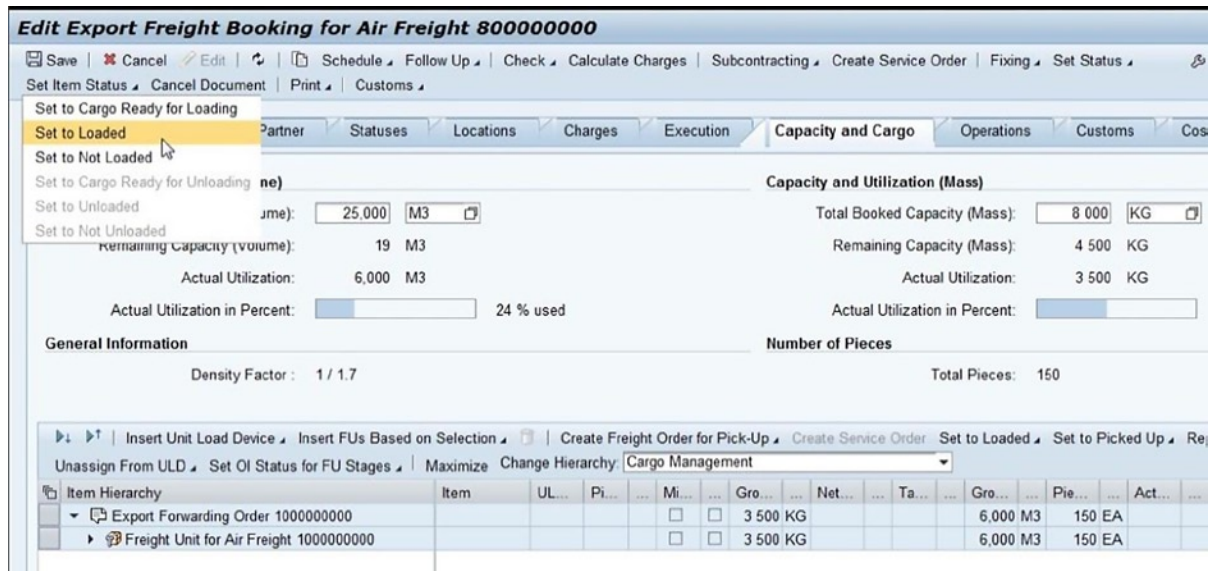 Edit Export Freight Booking for Air Freight 800000000
Save | Cancel Edit | Schedule Follow Up | Check Calculate Charges | Subcontracting Create Service Order | Fixing Set Status
Set Item Status Cancel Document | Print | Customs
Set to Cargo Ready for Loading
Set to Loaded
Set to Not Loaded
Set to Cargo Ready for Unloading
Set to Unloaded
Set to Not Unloaded
Partner Statuses Locations Charges Execution Capacity and Cargo Operations Customs
me) Capacity and Utilization (Mass)
ume): 25,000 M3 Total Booked Capacity (Mass): 8 000 KG
Remaining Capacity (Volume): 19 M3 Remaining Capacity (Mass): 4 500 KG
Actual Utilization: 6,000 M3 Actual Utilization: 3 500 KG
Actual Utilization in Percent: 24 % used Actual Utilization in Percent:
General Information Number of Pieces
Density Factor : 1 / 1.7 Total Pieces: 150
Insert Unit Load Device Insert FUs Based on Selection | Create Freight Order for Pick-Up Create Service Order Set to Loaded Set to Picked Up
Unassign From ULD Set OI Status for FU Stages | Maximize Change Hierarchy: Cargo Management
Item Hierarchy Item UL... Pi... ... Mi... ... Gro... ... Net... ... Ta... ... Gro... ... Pie... ... Act... ...
Export Forwarding Order 1000000000 3 500 KG 6,000 M3 150 EA
Freight Unit for Air Freight 1000000000 3 500 KG 6,000 M3 150 EA